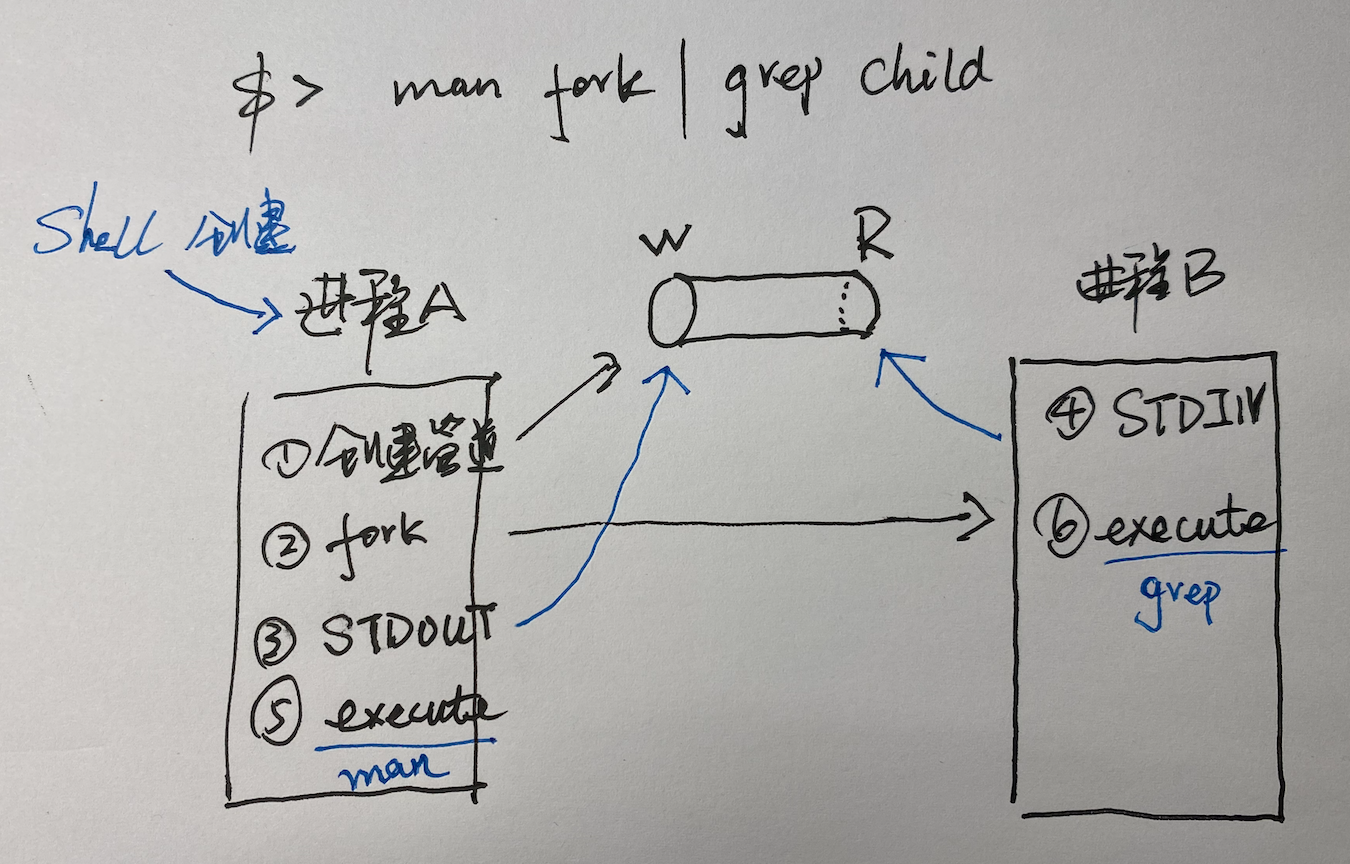 $> man fork | grep child
Shell 创建
进程A
W
R
进程B
① 创建管道
② fork
③ STDOUT
⑤ execute
man
④ STDIN
⑥ execute
grep